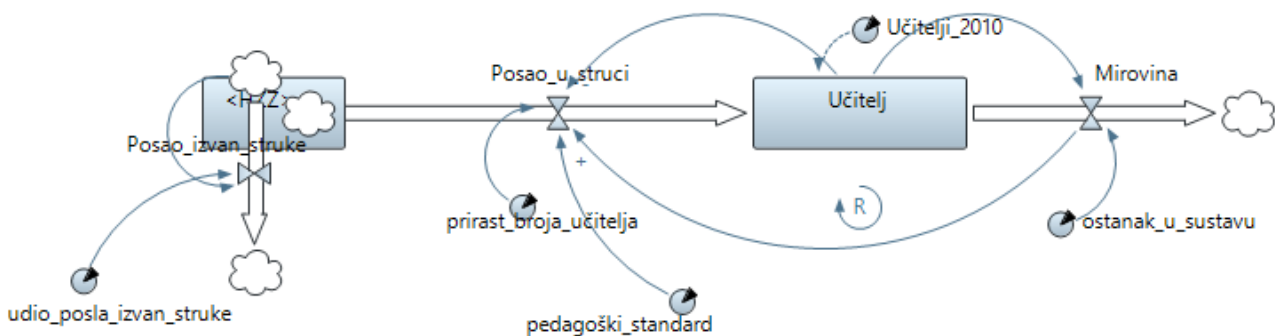 Učitelji_2010
Posao_u_struci
Mirovina
Učitelj
Posao_izvan_struke
+
prirast_broja_učitelja
R
ostanak_u_sustavu
udio_posla_izvan_struke
pedagoški_standard